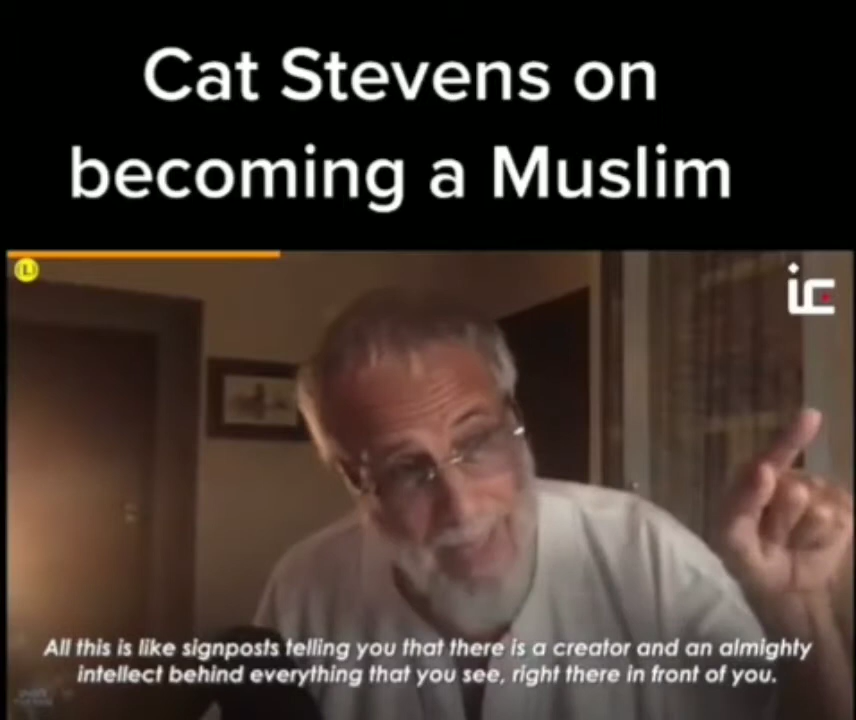 Cat Stevens on
becoming a Muslim
All this is like signposts telling you that there is a creator and an almighty
intellect behind everything that you see, right there in front of you.